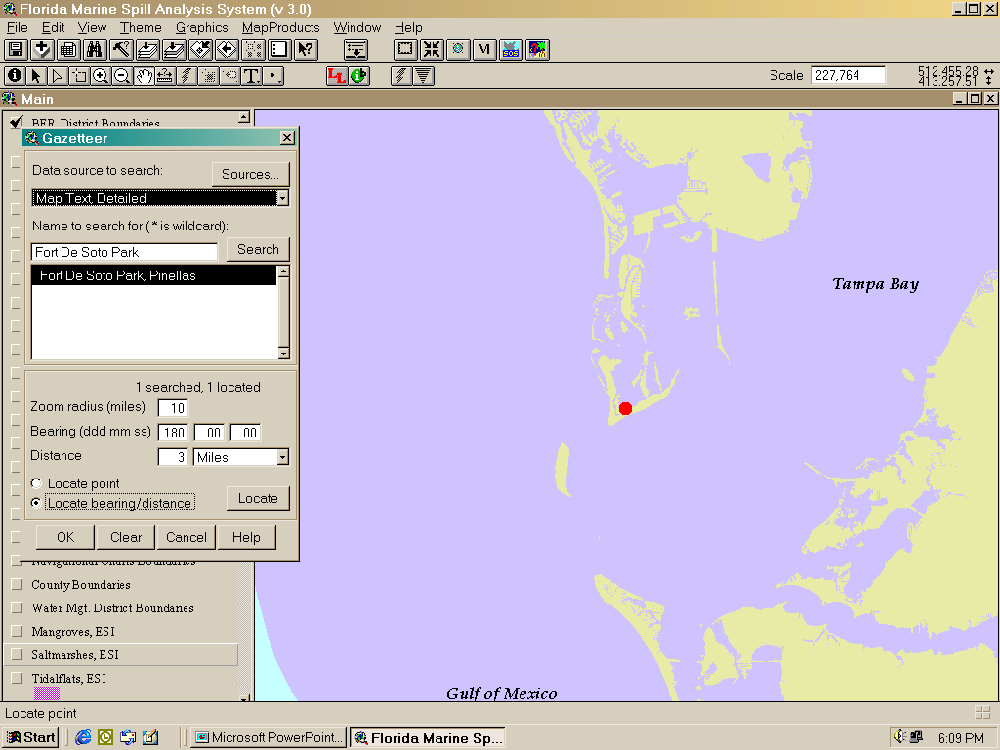 Florida Marine Spill Analysis System (v 3.0)
File Edit View Theme Graphics MapProducts Window Help
M
SOS
T
LL
Scale 227,764
512,455.28
413,257.51
Main
BER District Boundaries
Gazetteer
Data source to search:
Sources...
Map Text, Detailed
Name to search for (* is wildcard):
Fort De Soto Park
Search
Fort De Soto Park, Pinellas
1 searched, 1 located
Zoom radius (miles) 10
Bearing (ddd mm ss) 180 00 00
Distance 3 Miles
Locate point
Locate bearing/distance
Locate
OK Clear Cancel Help
Navigational Charts Boundaries
County Boundaries
Water Mgt. District Boundaries
Mangroves, ESI
Saltmarshes, ESI
Tidalflats, ESI
Tampa Bay
Gulf of Mexico
Locate point
Start
Microsoft PowerPoint...
Florida Marine Sp...
6:09 PM